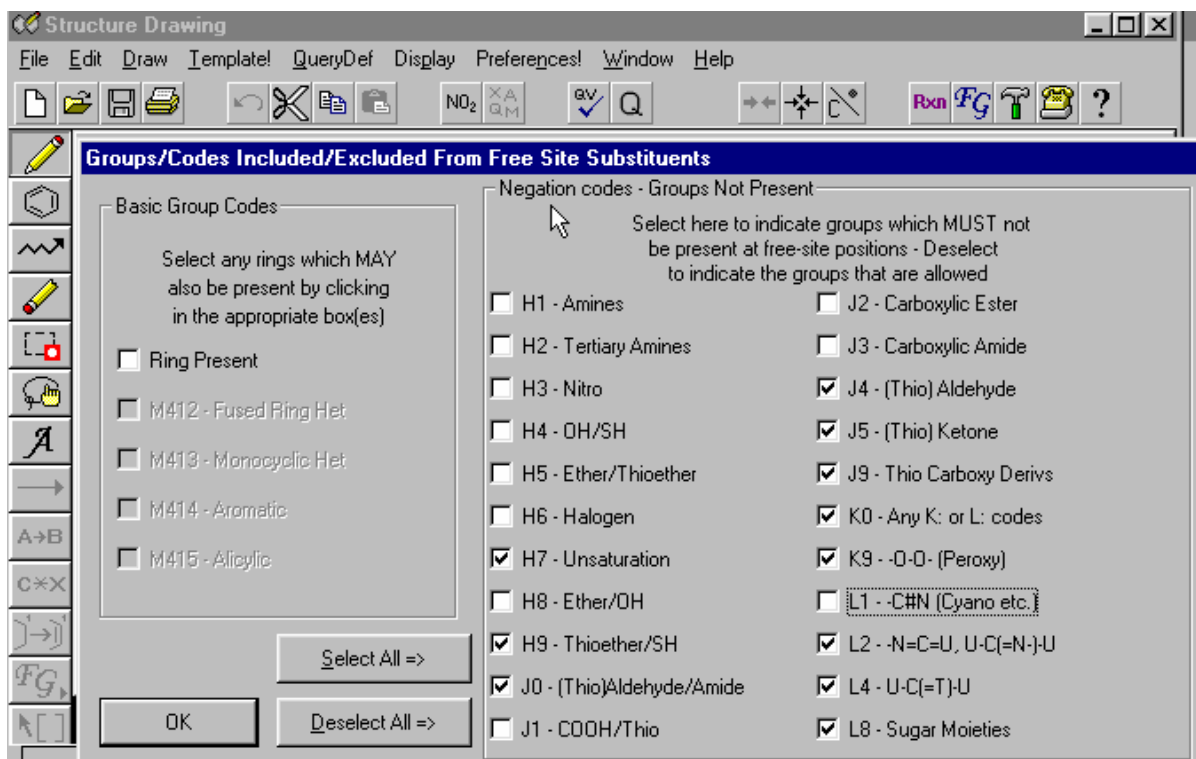 Structure Drawing
File Edit Draw Template! QueryDef Display Preferences! Window Help
NO₂ XA QM QV Q C Rxn FG ?
Groups/Codes Included/Excluded From Free Site Substituents
Basic Group Codes
Select any rings which MAY
also be present by clicking
in the appropriate box(es)
Ring Present
M412 - Fused Ring Het
M413 - Monocyclic Het
M414 - Aromatic
M415 - Alicylic
Select All =>
OK
Deselect All =>
Negation codes - Groups Not Present
Select here to indicate groups which MUST not
be present at free-site positions - Deselect
to indicate the groups that are allowed
H1 - Amines
H2 - Tertiary Amines
H3 - Nitro
H4 - OH/SH
H5 - Ether/Thioether
H6 - Halogen
H7 - Unsaturation
H8 - Ether/OH
H9 - Thioether/SH
J0 - (Thio)Aldehyde/Amide
J1 - COOH/Thio
J2 - Carboxylic Ester
J3 - Carboxylic Amide
J4 - (Thio) Aldehyde
J5 - (Thio) Ketone
J9 - Thio Carboxy Derivs
K0 - Any K: or L: codes
K9 - -O-O- (Peroxy)
L1 - -C#N (Cyano etc.)
L2 - -N=C=U, U-C(=N-)-U
L4 - U-C(=T)-U
L8 - Sugar Moieties
A
A→B
C✕X
FG